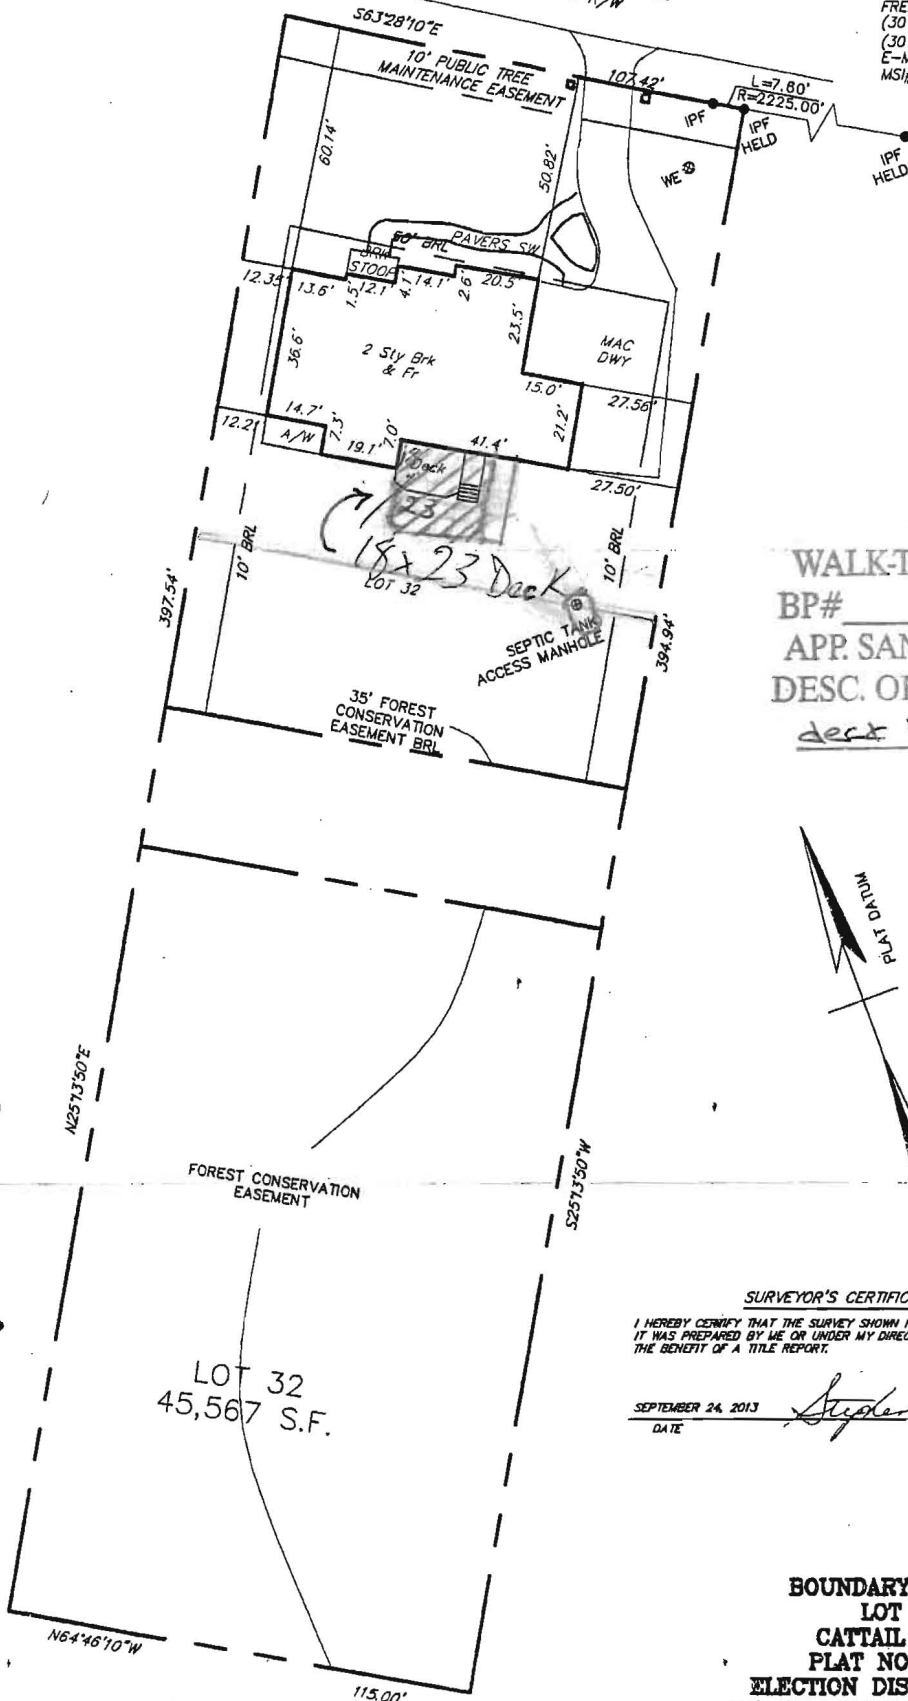 R/W
FRE
(30
(30
E-M
S63°28'10"E
10' PUBLIC TREE
MAINTENANCE EASEMENT
107.42'
L=7.80'
R=2225.00'
IPF
IPF
HELD
IPF
HELD
WE
60.14'
50.82'
50' BRL
PAVERS SW
BRK
STOOP
12.35'
13.6'
1.5'
12.1'
4.1'
14.1'
2.6'
20.5'
23.5'
36.6'
2 Sty Brk
& Fr
MAC
DWY
15.0'
27.56'
21.2'
14.7'
12.2'
A/W
7.3'
19.1'
7.0'
41.4'
Deck
23
27.50'
18 x 23 Deck
LOT 32
10' BRL
10' BRL
397.54'
394.94'
SEPTIC TANK
ACCESS MANHOLE
35' FOREST
CONSERVATION
EASEMENT BRL
WALK-T
BP#
APP. SAN
DESC. OF
deck
PLAT DATUM
N25°13'50"E
S25°13'50"W
FOREST CONSERVATION
EASEMENT
LOT 32
45,567 S.F.
SURVEYOR'S CERTIFIC
I HEREBY CERTIFY THAT THE SURVEY SHOWN
IT WAS PREPARED BY ME OR UNDER MY DIREC
THE BENEFIT OF A TITLE REPORT.
SEPTEMBER 24, 2013
DATE
N64°46'10"W
115.00'
BOUNDARY
LOT
CATTAIL
PLAT NO
ELECTION DIS